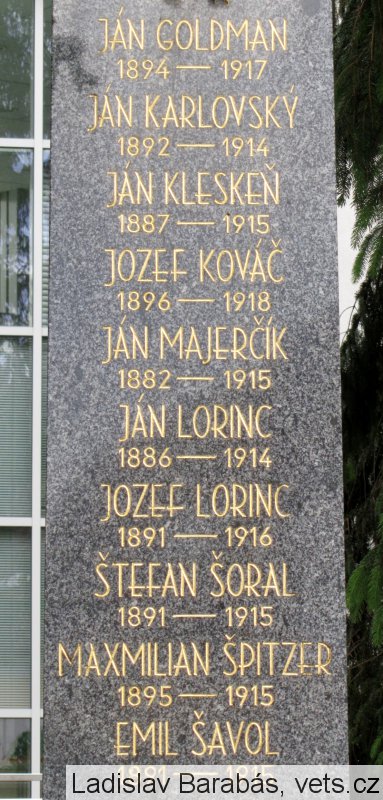 JÁN GOLDMAN
1894 — 1917
JÁN KARLOVSKÝ
1892 — 1914
JÁN KLESKEŇ
1887 — 1915
JOZEF KOVÁČ
1896 — 1918
JÁN MAJERČÍK
1882 — 1915
JÁN LORINC
1886 — 1914
JOZEF LORINC
1891 — 1916
ŠTEFAN ŠORAL
1891 — 1915
MAXMILIAN ŠPITZER
1895 — 1915
EMIL ŠAVOL
Ladislav Barabás, vets.cz